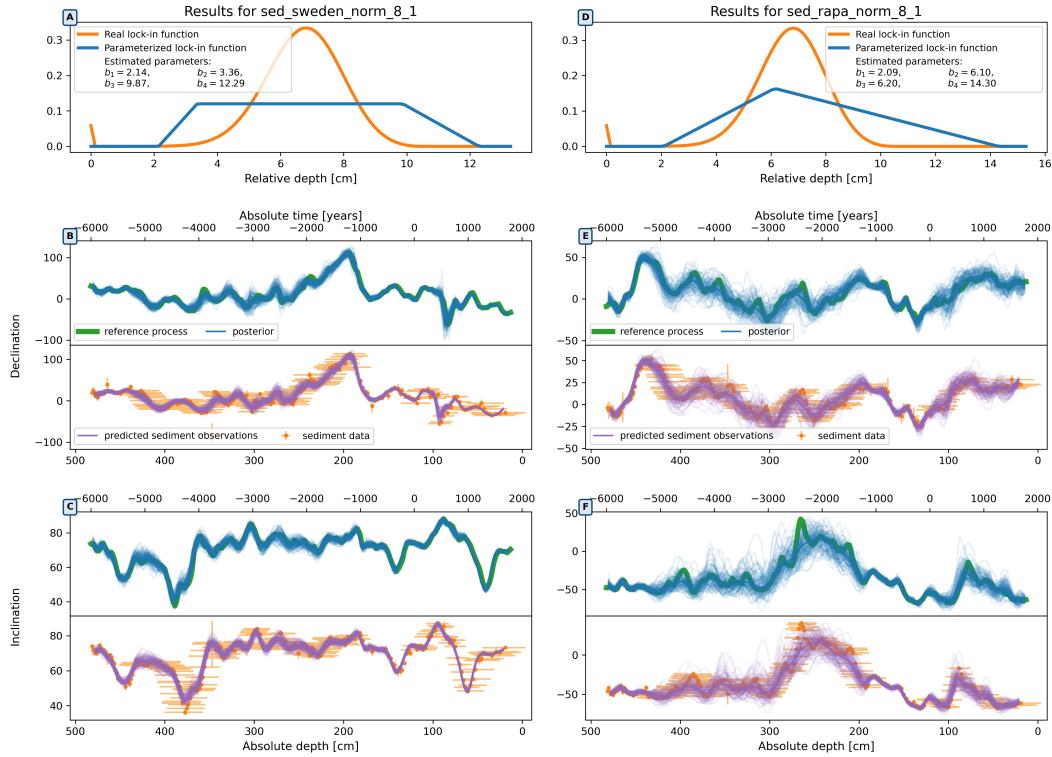 A
Results for sed_sweden_norm_8_1
Real lock-in function
Parameterized lock-in function
Estimated parameters:
b1 = 2.14, b2 = 3.36,
b3 = 9.87, b4 = 12.29
0.3
0.2
0.1
0.0
0 2 4 6 8 10 12
Relative depth [cm]
D
Results for sed_rapa_norm_8_1
Real lock-in function
Parameterized lock-in function
Estimated parameters:
b1 = 2.09, b2 = 6.10,
b3 = 6.20, b4 = 14.30
0.3
0.2
0.1
0.0
0 2 4 6 8 10 12 14 16
Relative depth [cm]
Absolute time [years]
B
−6000 −5000 −4000 −3000 −2000 −1000 0 1000 2000
100
0
−100
reference process posterior
Declination
100
0
−100
predicted sediment observations sediment data
500 400 300 200 100 0
Absolute time [years]
E
−6000 −5000 −4000 −3000 −2000 −1000 0 1000 2000
50
0
−50
reference process posterior
50
25
0
−25
−50
predicted sediment observations sediment data
500 400 300 200 100 0
C
−6000 −5000 −4000 −3000 −2000 −1000 0 1000 2000
80
60
40
Inclination
80
60
40
500 400 300 200 100 0
Absolute depth [cm]
F
−6000 −5000 −4000 −3000 −2000 −1000 0 1000 2000
50
0
−50
0
−50
500 400 300 200 100 0
Absolute depth [cm]